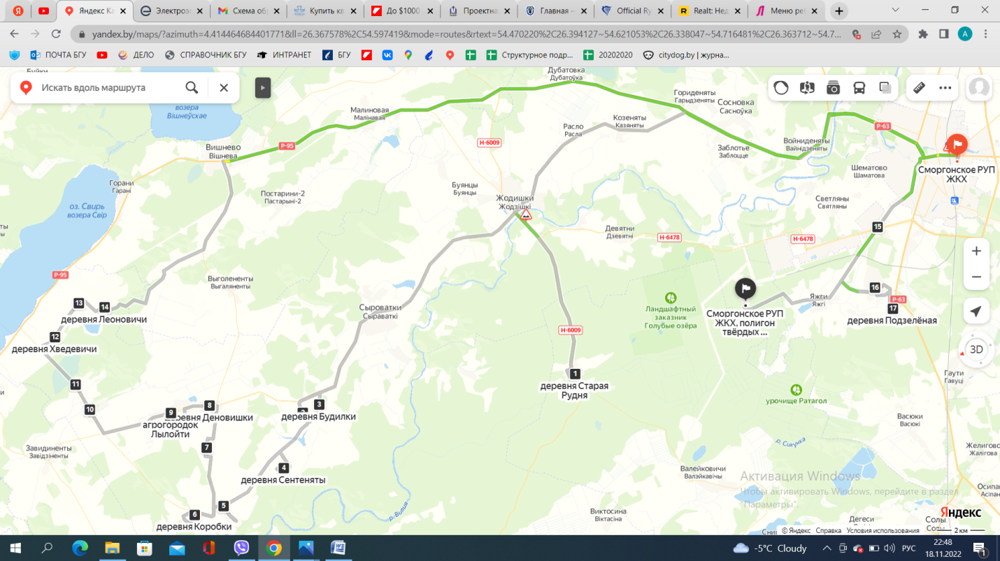 Яндекс Ка
Электроэ
Схема об
Купить кв
До $1000
Проектна
Главная –
Official Ry
Realt: Нед
Меню ре
yandex.by/maps/?azimuth=4.414464684401771&ll=26.367578%2C54.597419&mode=routes&rtext=54.470220%2C26.394127~54.621053%2C26.338047~54.716481%2C26.363712~54.7...
A
ПОЧТА БГУ
ДЕЛО
СПРАВОЧНИК БГУ
ИНТРАНЕТ
БГУ
Структурное подр...
20202020
citydog.by | журна...
Буйки
Искать вдоль маршрута
возера
Вішнеўскае
Дубатовка
Дубатоўка
Малиновая
Малінавая
Гориденяты
Гарыдзеняты
Сосновка
Сасноўка
Козеняты
Казяняты
Расло
Расла
Р-63
Н-6009
Р-95
Вишнево
Вішнева
Войниденяты
Вайнідзеняты
Заблотье
Заблоцце
Шематово
Шаматова
Сморгонское РУП
ЖКХ
Горани
Гарані
Буянцы
Буянцы
Постарини-2
Пастарыні-2
Жодишки
Жодзішкі
Светляны
Святляны
оз. Свирь
возера Свір
15
Девятни
Дзевятні
Н-6478
Н-6478
Р-95
Выголененты
Выгаляненты
16
Яжги
Яжгі
Р-63
17
деревня Подзелёная
Ландшафтный
заказник
Голубые озёра
Сморгонское РУП
ЖКХ, полигон
твёрдых ...
13
14
деревня Леоновичи
Сыроватки
Сыраваткі
Н-6009
12
деревня Хведевичи
3D
1
деревня Старая
Рудня
Гаути
Гавуці
11
10
урочище Ратагол
9
8
деревня Деновишки
агрогородок
Лылойти
3
деревня Будилки
Васюки
Васюкі
Завидиненты
Завідзіненты
7
р. Сикунка
Желигово
Жалігова
4
деревня Сентеняты
Валейковичи
Валэйкавічы
Активация Windows
Чтобы активировать Windows, перейдите в раздел
"Параметры".
5
6
деревня Коробки
р. Вилия
Виктосина
Віктасіна
Дегеси
Солы
Яндекс
© Яндекс Справка Условия использования
2 км
-5°C Cloudy
РУС
22:48
18.11.2022
1